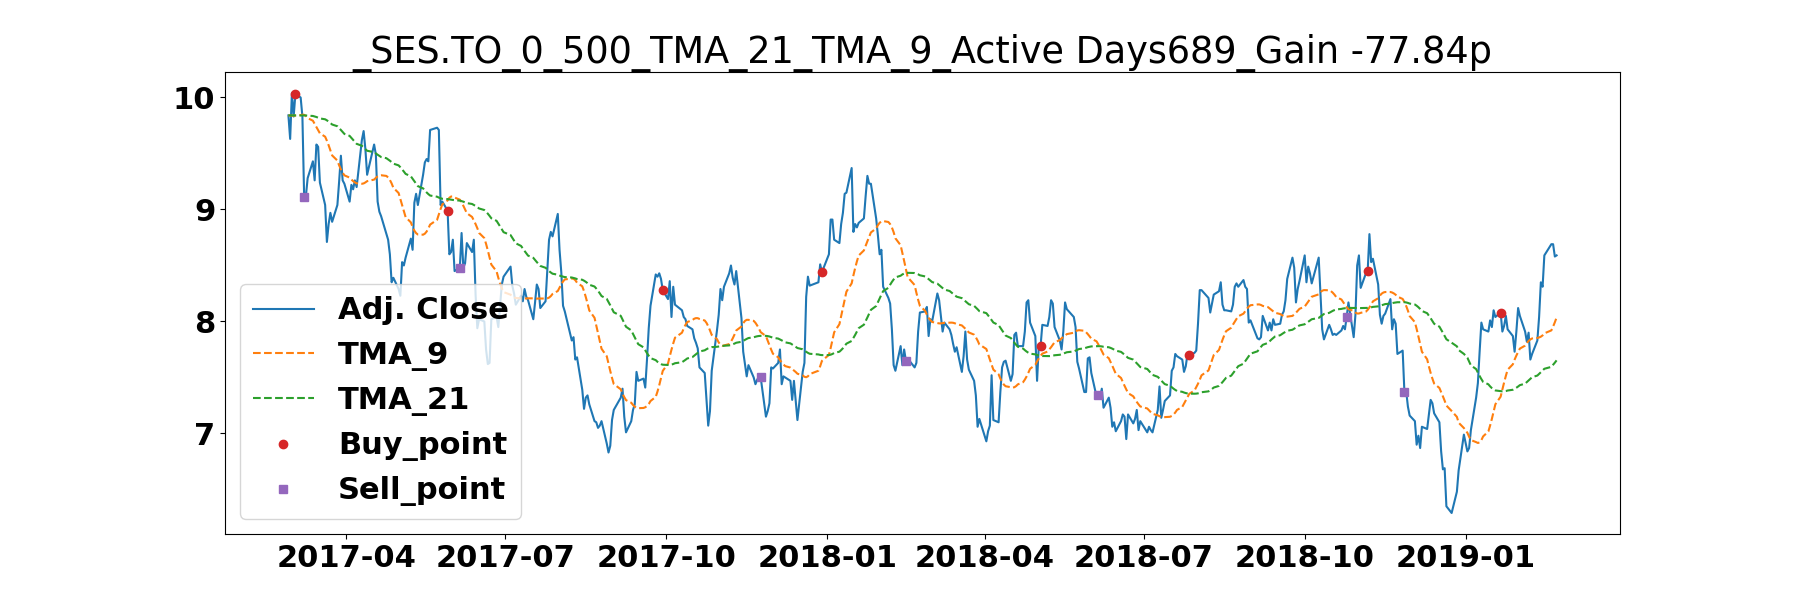 _SES.TO_0_500_TMA_21_TMA_9_Active Days689_Gain -77.84p
10
9
8
7
Adj. Close
TMA_9
TMA_21
Buy_point
Sell_point
2017-04 2017-07 2017-10 2018-01 2018-04 2018-07 2018-10 2019-01